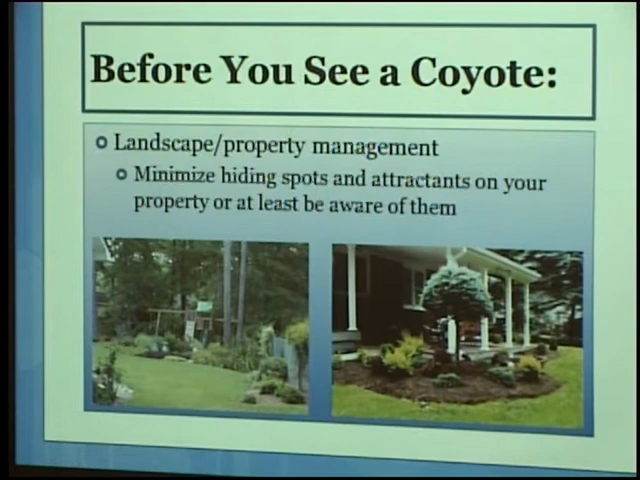 Before You See a Coyote:
Landscape/property management
Minimize hiding spots and attractants on your
property or at least be aware of them